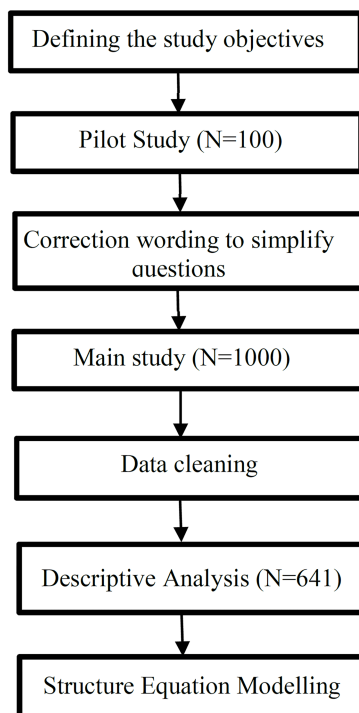 Defining the study objectives
Pilot Study (N=100)
Correction wording to simplify
questions
Main study (N=1000)
Data cleaning
Descriptive Analysis (N=641)
Structure Equation Modelling